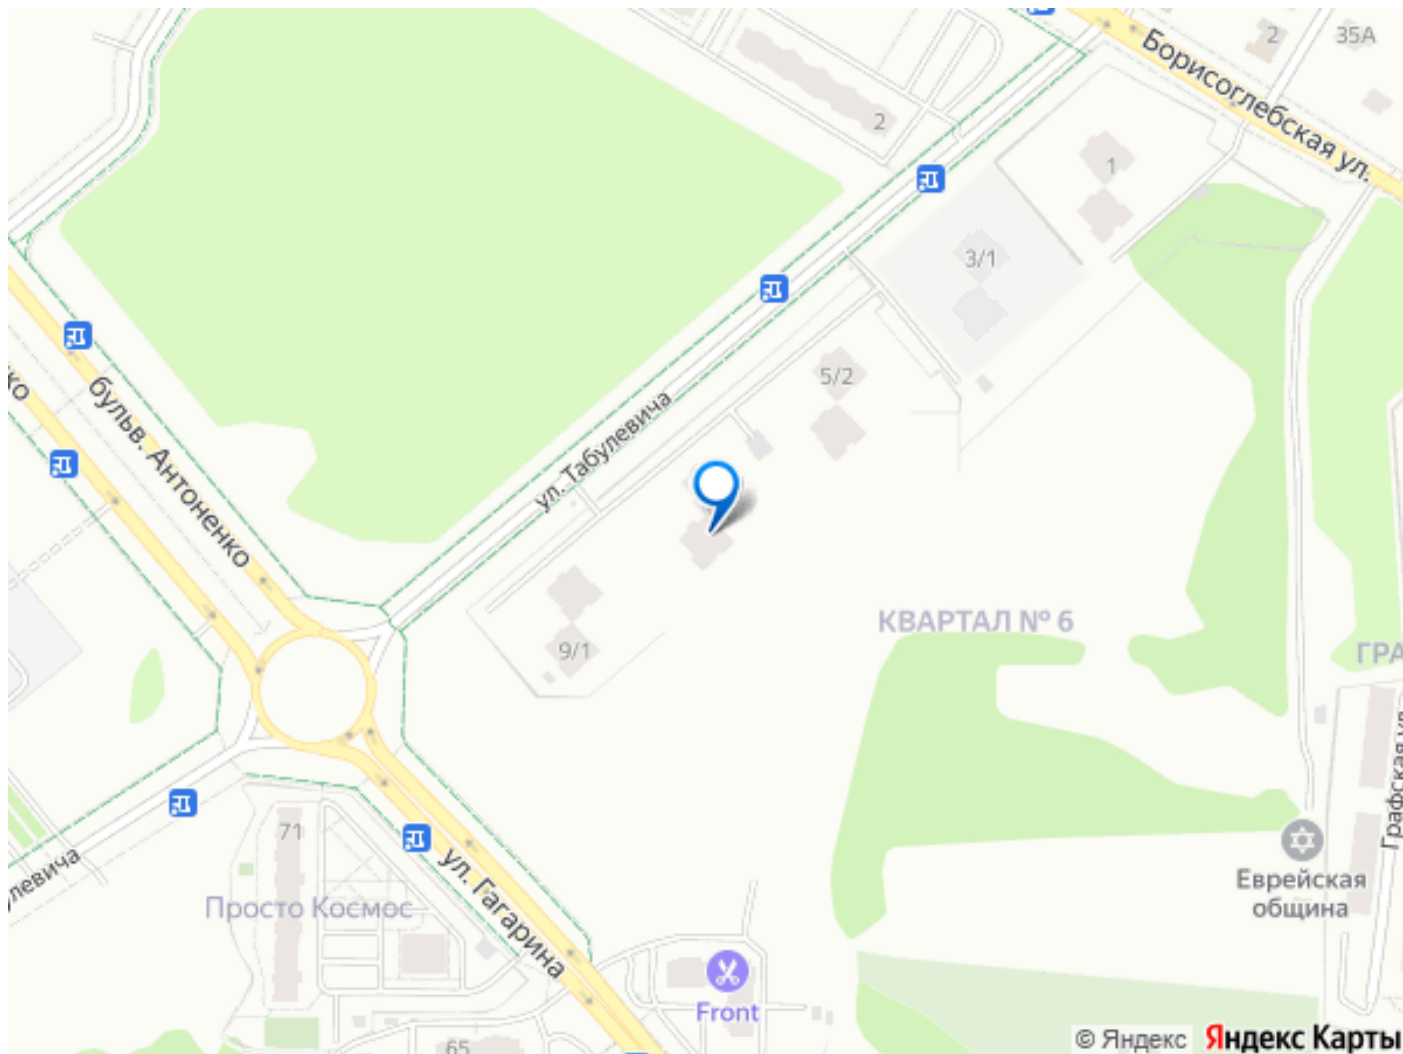 2
35А
Борисоглебская ул.
2
1
3/1
5/2
ко
бульв. Антоненко
ул. Табулевича
9/1
КВАРТАЛ № 6
ГРА
Графская ул.
71
левича
ул. Гагарина
Просто Космос
Еврейская
община
Front
65
© Яндекс Яндекс Карты